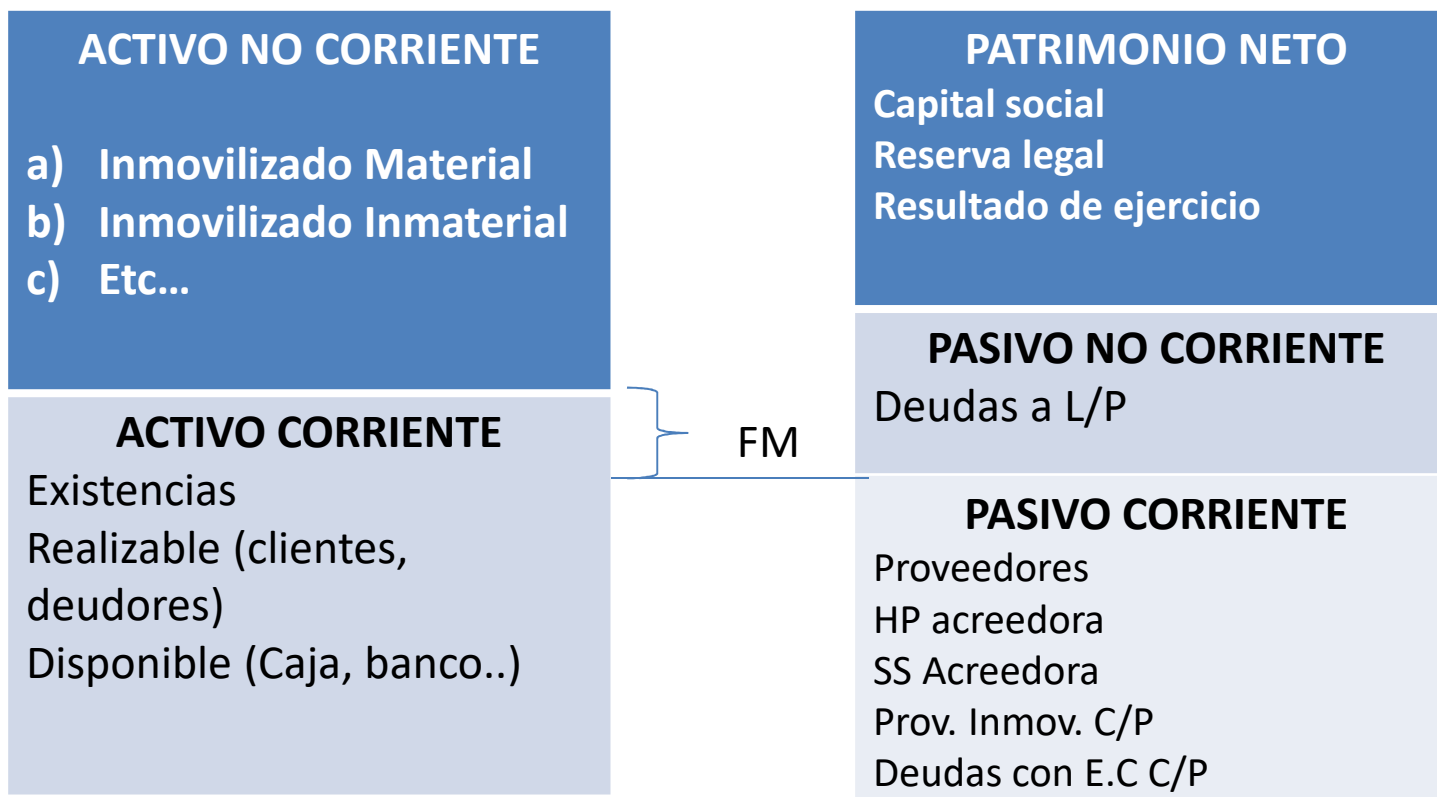 ACTIVO NO CORRIENTE
a) Inmovilizado Material
b) Inmovilizado Inmaterial
c) Etc…
ACTIVO CORRIENTE
Existencias
Realizable (clientes,
deudores)
Disponible (Caja, banco..)
FM
PATRIMONIO NETO
Capital social
Reserva legal
Resultado de ejercicio
PASIVO NO CORRIENTE
Deudas a L/P
PASIVO CORRIENTE
Proveedores
HP acreedora
SS Acreedora
Prov. Inmov. C/P
Deudas con E.C C/P